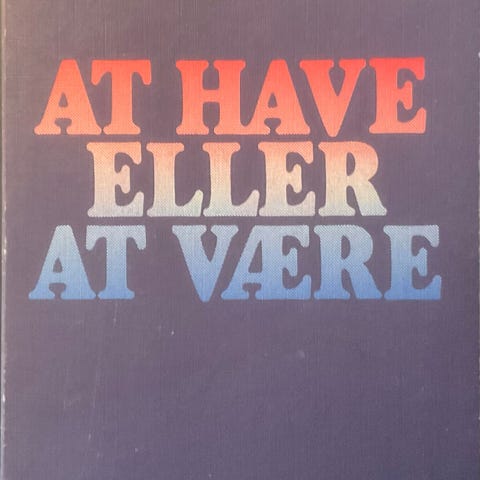 AT HAVE
ELLER
AT VÆRE